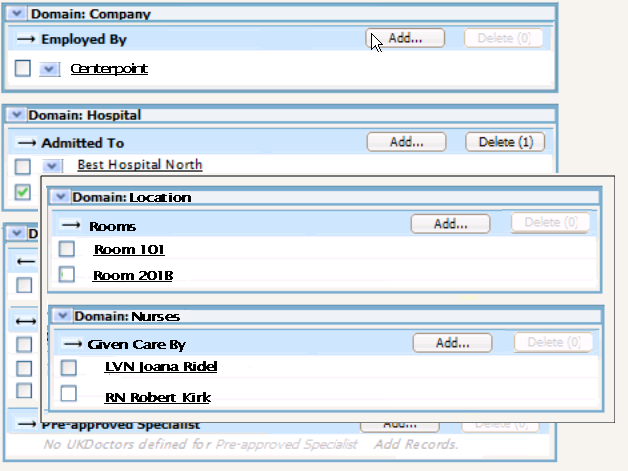 Domain: Company
Employed By Add... Delete (0)
Centerpoint
Domain: Hospital
Admitted To Add... Delete (1)
Best Hospital North
Domain: Location
Rooms Add... Delete (0)
Room 101
Room 201B
D
Domain: Nurses
Given Care By Add... Delete (0)
LVN Joana Ridel
RN Robert Kirk
Pre-approved Specialist Add... Delete (0)
No UKDoctors defined for Pre-approved Specialist Add Records.